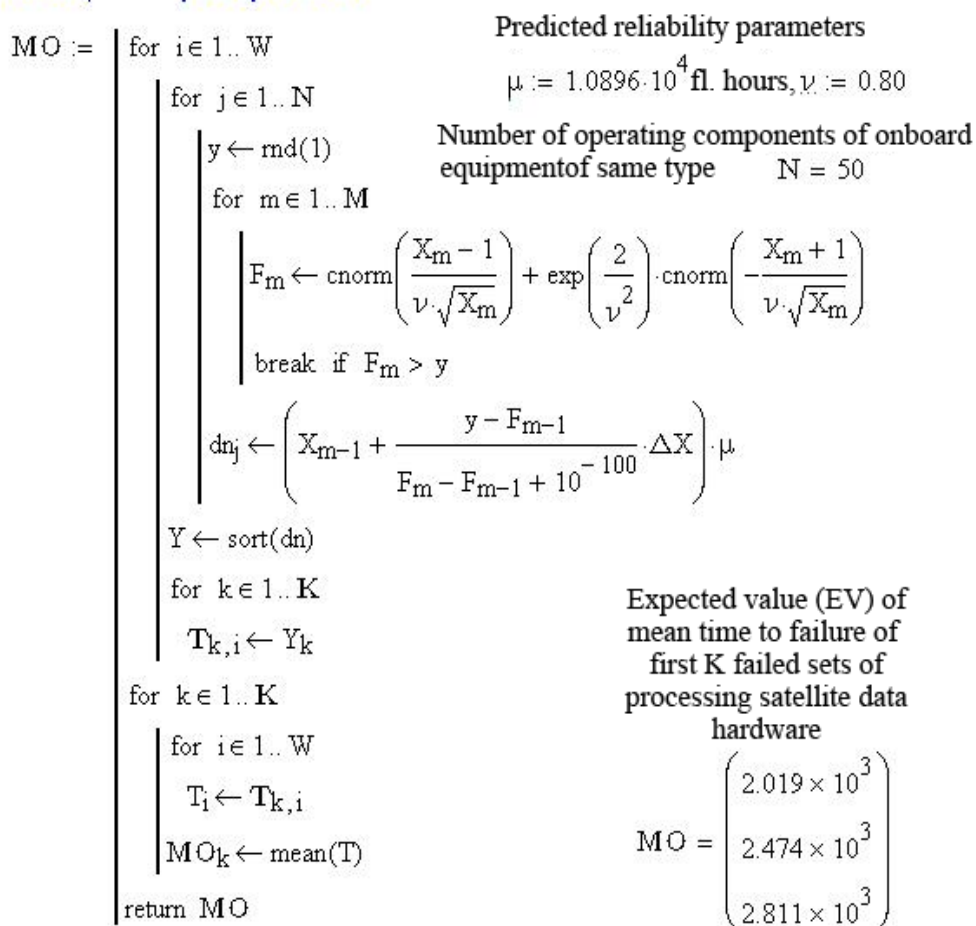 MO := for i ∈ 1.. W
for j ∈ 1.. N
y ← rnd(1)
for m ∈ 1.. M
F_m ← cnorm((X_m − 1)/(ν·√X_m)) + exp(2/ν^2)·cnorm(−(X_m + 1)/(ν·√X_m))
break if F_m > y
dn_j ← (X_{m−1} + (y − F_{m−1})/(F_m − F_{m−1} + 10^{−100})·ΔX)·μ
Y ← sort(dn)
for k ∈ 1.. K
T_{k,i} ← Y_k
for k ∈ 1.. K
for i ∈ 1.. W
T_i ← T_{k,i}
MO_k ← mean(T)
return MO
Predicted reliability parameters
μ := 1.0896·10^4 fl. hours, ν := 0.80
Number of operating components of onboard
equipmentof same type N = 50
Expected value (EV) of
mean time to failure of
first K failed sets of
processing satellite data
hardware
MO = (2.019 × 10^3
2.474 × 10^3
2.811 × 10^3)